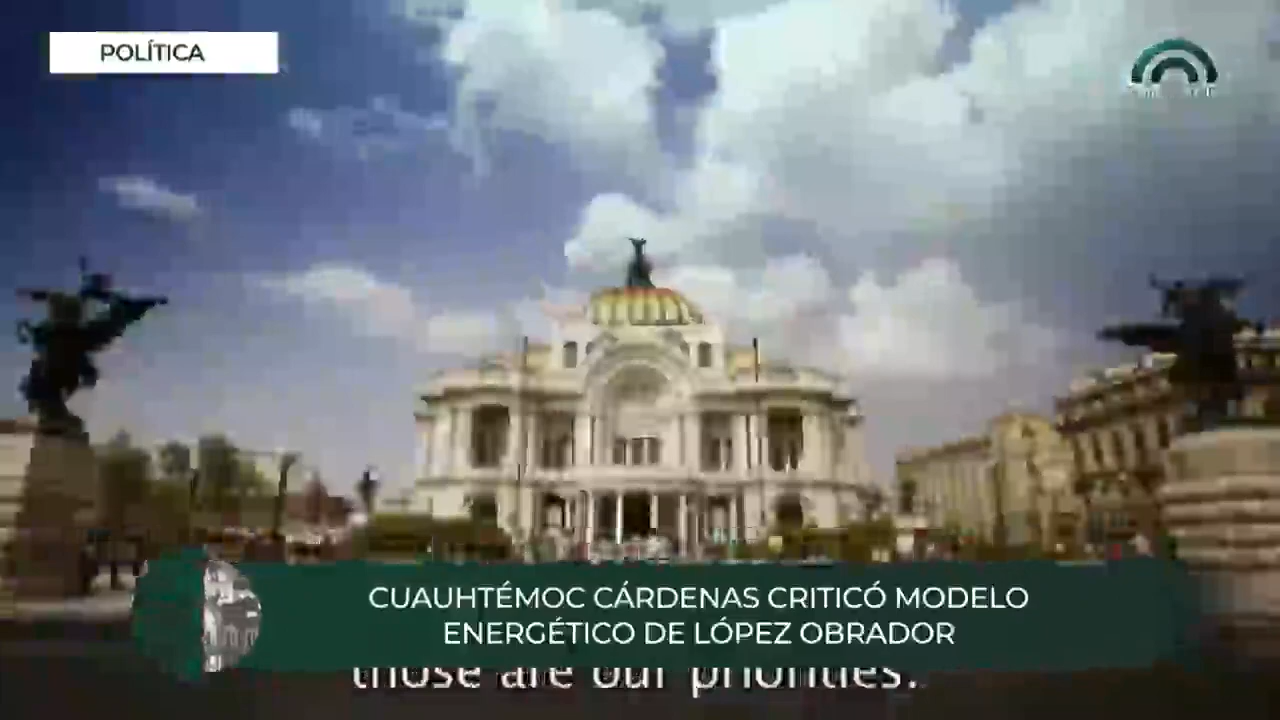 POLÍTICA
CUAUHTÉMOC CÁRDENAS CRITICÓ MODELO
ENERGÉTICO DE LÓPEZ OBRADOR
those are our priorities.